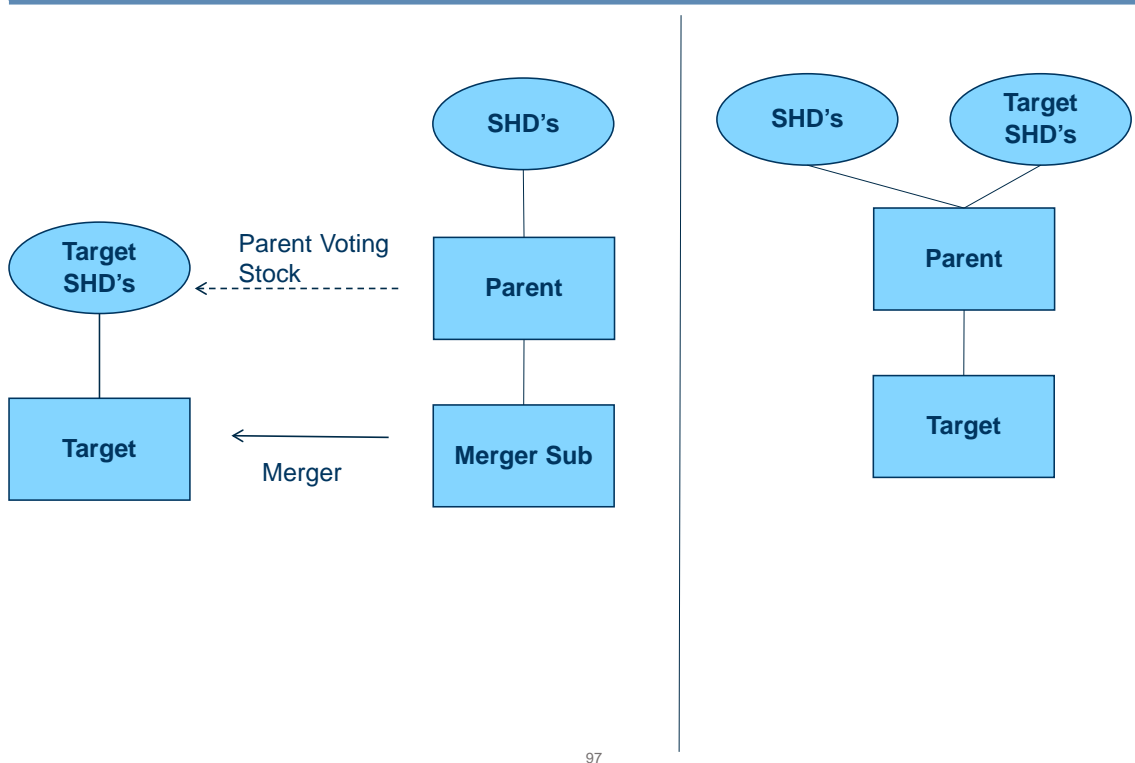 SHD's
Parent Voting
Stock
Target
SHD's
Parent
Target
Merger
Merger Sub
SHD's
Target
SHD's
Parent
Target
97